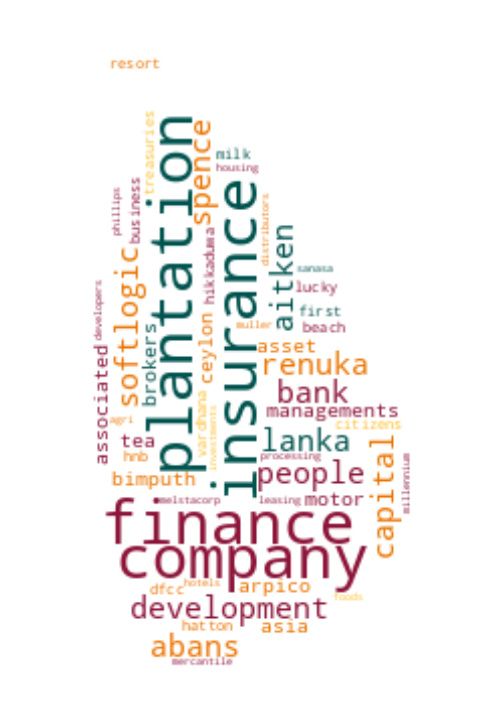 resort
treasuries
plantation
spence
milk
housing
phillips
business
insurance
distributors
hikkaduwa
aitken
softlogic
sanasa
lucky
developers
first
beach
muller
brokers
ceylon
asset
associated
renuka
bank
managements
agri
vardhana
investments
citizens
tea
lanka
hnb
processing
people
capital
millennium
bimputh
melstacorp
leasing
motor
finance
company
hotels
dfcc
arpico
foods
development
hatton
asia
abans
mercantile